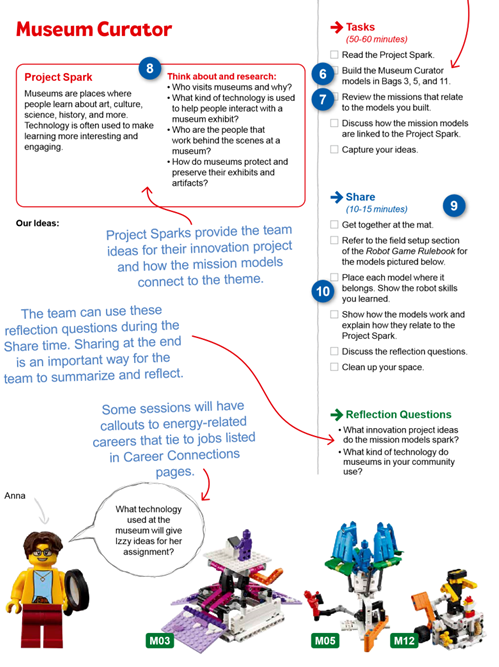 Museum Curator
8
Project Spark
Museums are places where
people learn about art, culture,
science, history, and more.
Technology is often used to make
learning more interesting and
engaging.
Think about and research:
• Who visits museums and why?
• What kind of technology is used
to help people interact with a
museum exhibit?
• Who are the people that
work behind the scenes at a
museum?
• How do museums protect and
preserve their exhibits and
artifacts?
Our Ideas:
Project Sparks provide the team
ideas for their innovation project
and how the mission models
connect to the theme.
The team can use these
reflection questions during the
Share time. Sharing at the end
is an important way for the
team to summarize and reflect.
Some sessions will have
callouts to energy-related
careers that tie to jobs listed
in Career Connections
pages.
Tasks
(50-60 minutes)
Read the Project Spark.
6
Build the Museum Curator
models in Bags 3, 5, and 11.
7
Review the missions that relate
to the models you built.
Discuss how the mission models
are linked to the Project Spark.
Capture your ideas.
Share
(10-15 minutes)
9
Get together at the mat.
Refer to the field setup section
of the Robot Game Rulebook for
the models pictured below.
10
Place each model where it
belongs. Show the robot skills
you learned.
Show how the models work and
explain how they relate to the
Project Spark.
Discuss the reflection questions.
Clean up your space.
Reflection Questions
• What innovation project ideas
do the mission models spark?
• What kind of technology do
museums in your community
use?
Anna
What technology
used at the
museum will give
Izzy ideas for her
assignment?
M03
M05
M12